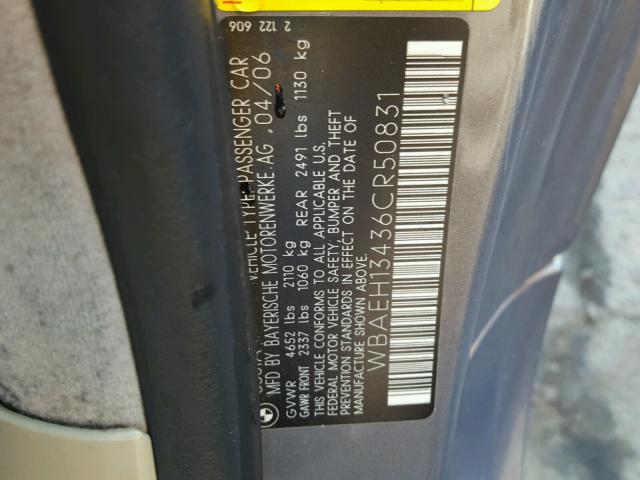 VEHICLE TYPE: PASSENGER CAR
MFD BY BAYERISCHE MOTORENWERKE AG, 04/06
GVWR 4652 lbs 2110 kg
GAWR FRONT 2337 lbs 1060 kg REAR 2491 lbs 1130 kg
THIS VEHICLE CONFORMS TO ALL APPLICABLE U.S.
FEDERAL MOTOR VEHICLE SAFETY, BUMPER AND THEFT
PREVENTION STANDARDS IN EFFECT ON THE DATE OF
MANUFACTURE SHOWN ABOVE.
WBAEH13436CR50831
2 122 606